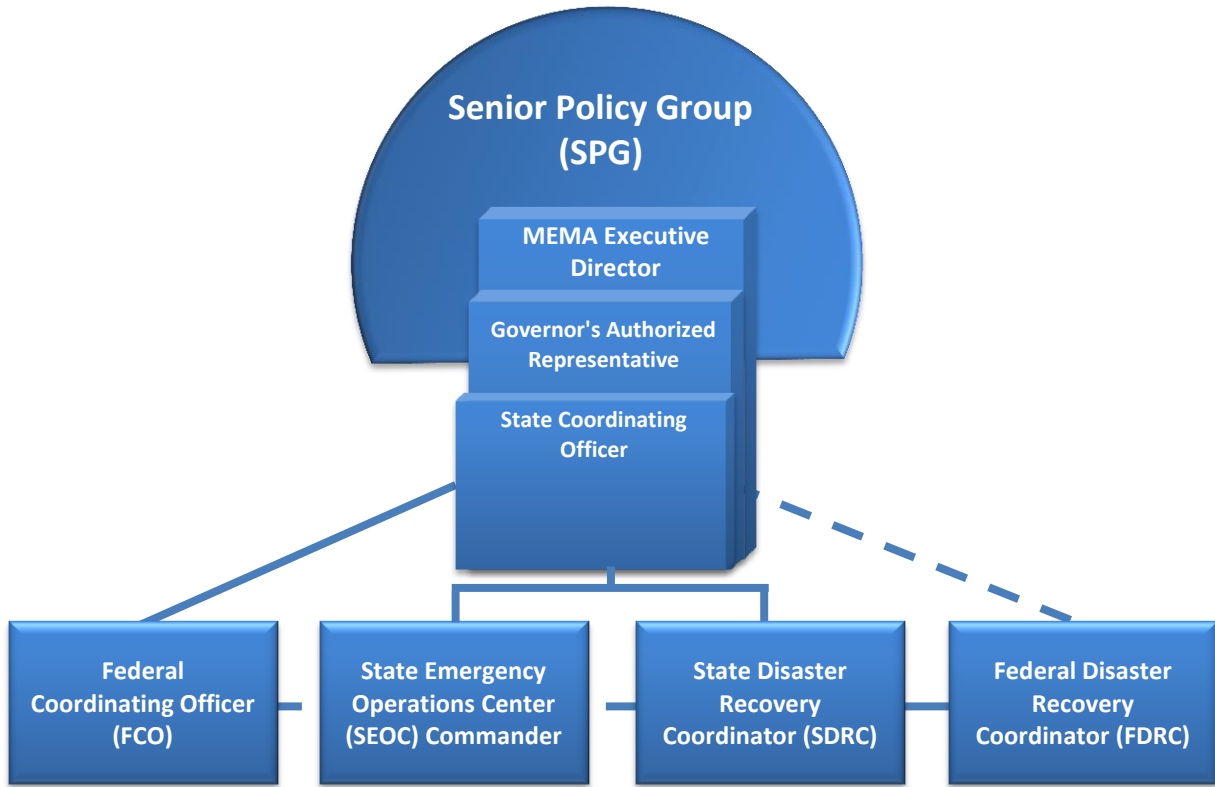 Senior Policy Group
(SPG)
MEMA Executive
Director
Governor's Authorized
Representative
State Coordinating
Officer
Federal
Coordinating Officer
(FCO)
State Emergency
Operations Center
(SEOC) Commander
State Disaster
Recovery
Coordinator (SDRC)
Federal Disaster
Recovery
Coordinator (FDRC)